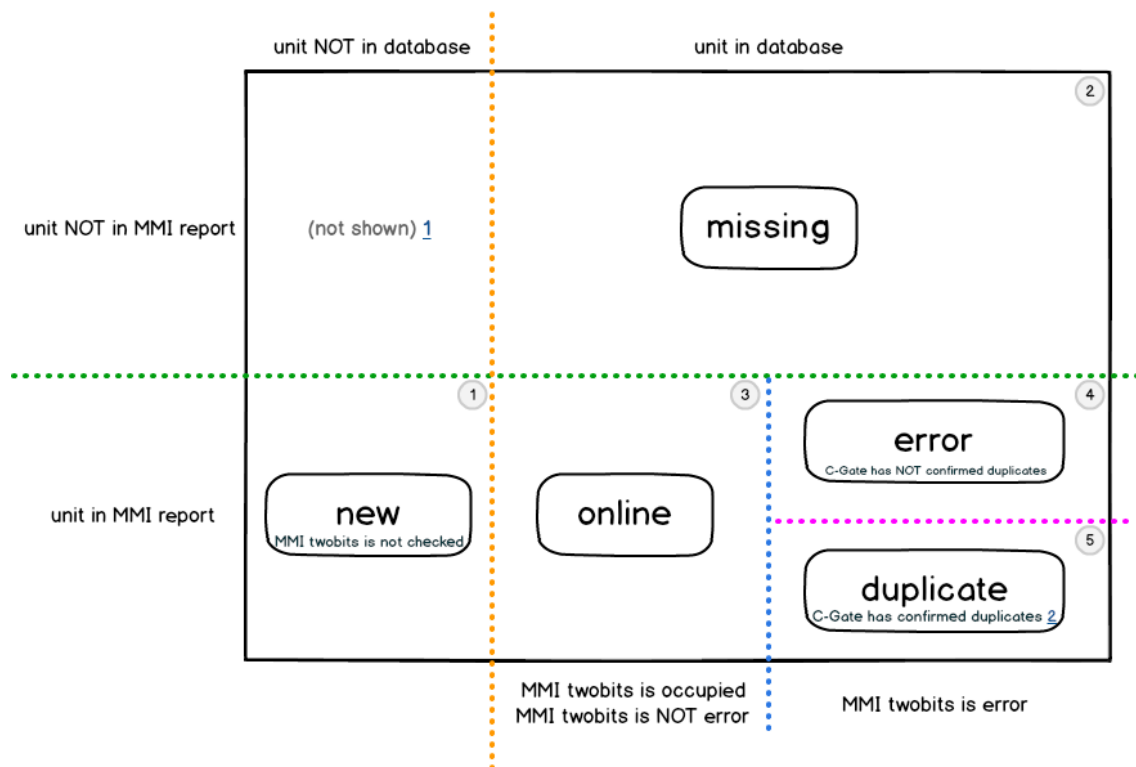 unit NOT in database
unit in database
2
unit NOT in MMI report
(not shown) 1
missing
1
3
4
error
C-Gate has NOT confirmed duplicates
unit in MMI report
new
MMI twobits is not checked
online
5
duplicate
C-Gate has confirmed duplicates 2
MMI twobits is occupied
MMI twobits is NOT error
MMI twobits is error